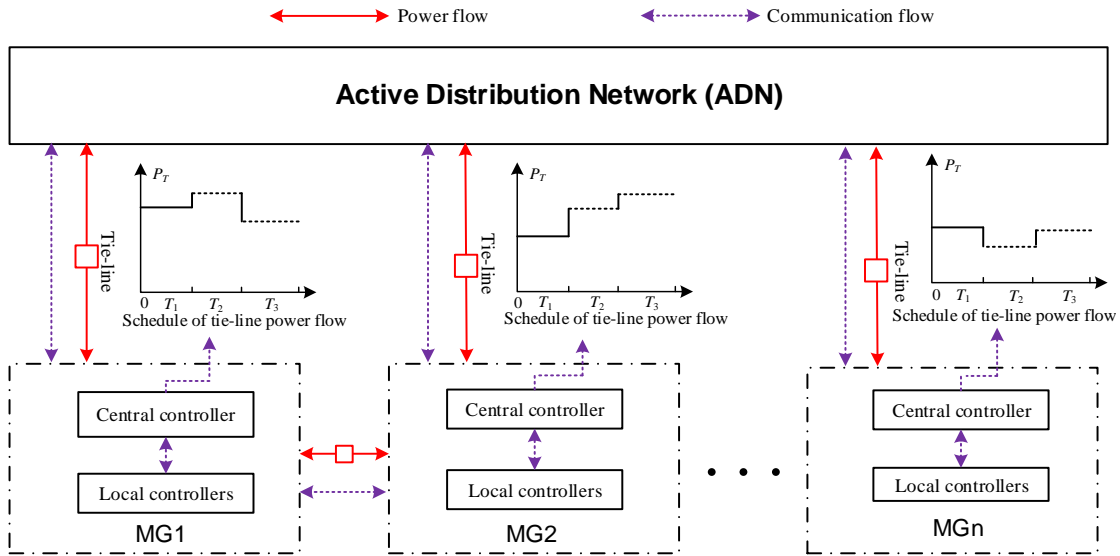 Power flow
Communication flow
Active Distribution Network (ADN)
P_T
Tie-line
0 T_1 T_2 T_3
Schedule of tie-line power flow
P_T
Tie-line
0 T_1 T_2 T_3
Schedule of tie-line power flow
P_T
Tie-line
0 T_1 T_2 T_3
Schedule of tie-line power flow
Central controller
Local controllers
MG1
Central controller
Local controllers
MG2
Central controller
Local controllers
MGn